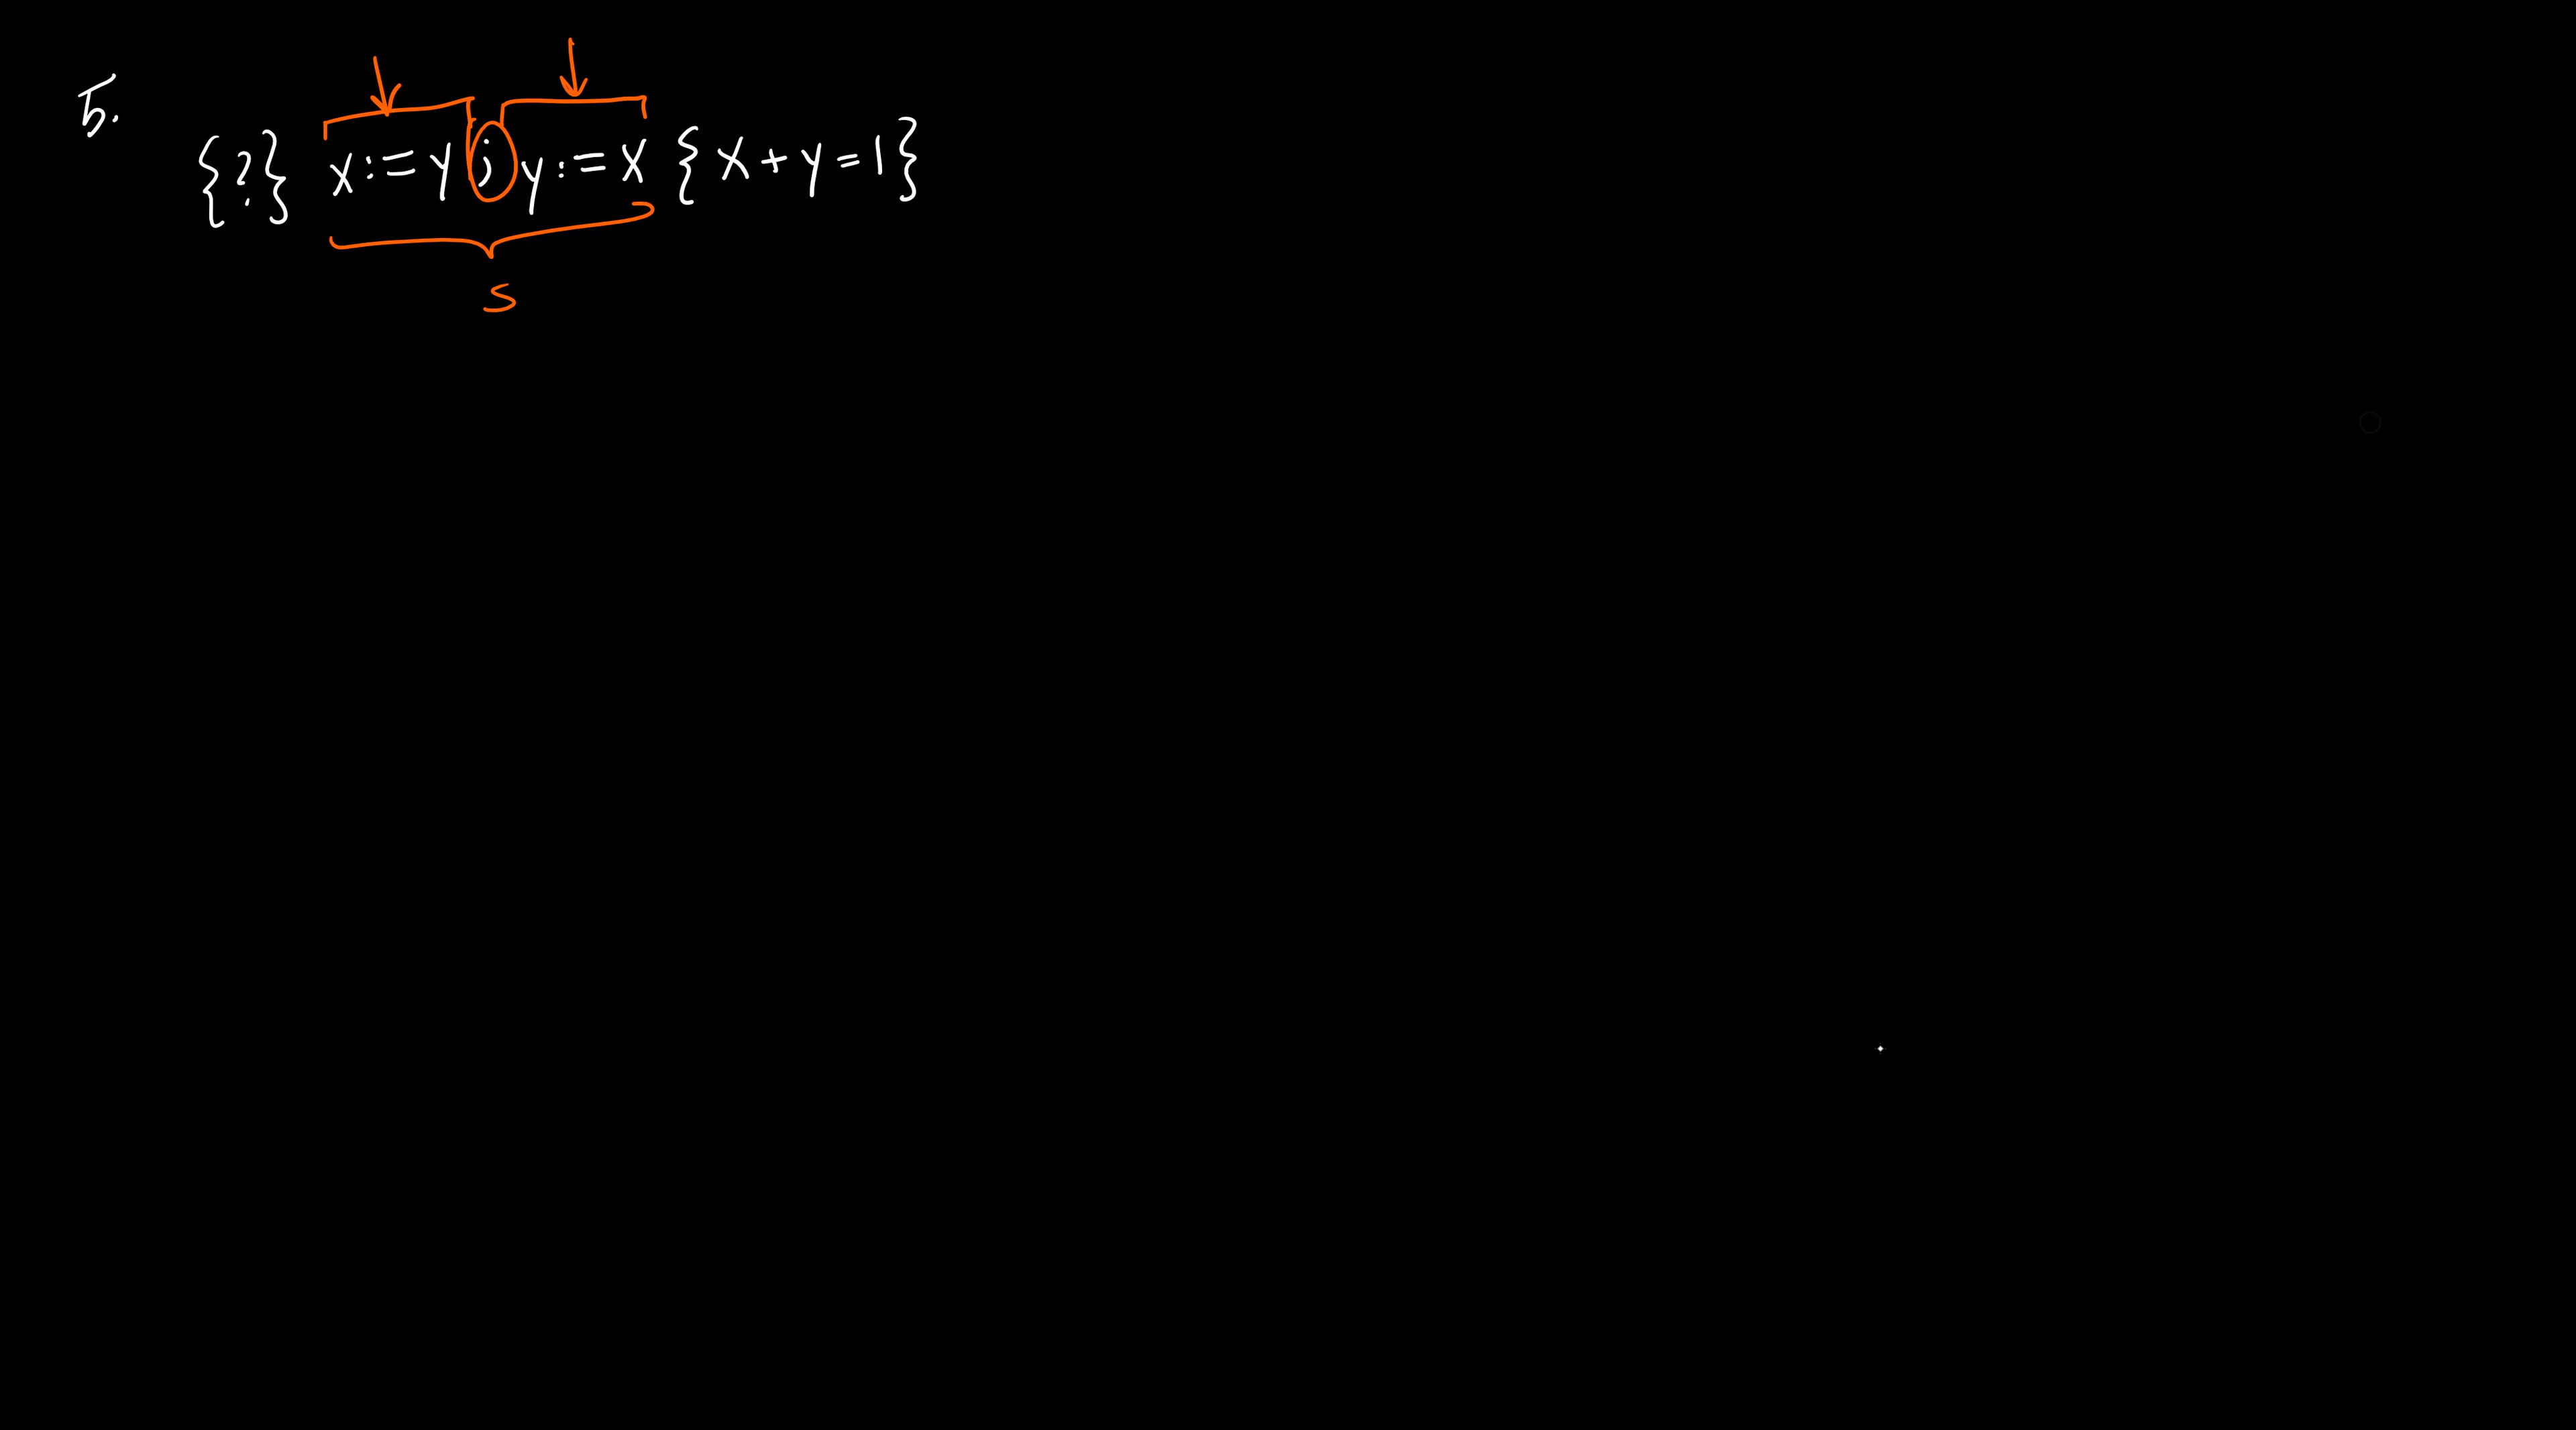 5.
{?} x:=y ; y:=x {x+y=1}
S